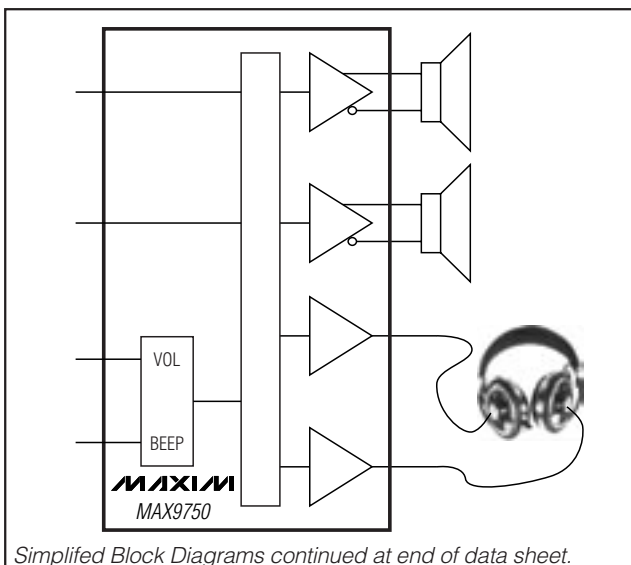 VOL
BEEP
MAXIM
MAX9750
Simplifed Block Diagrams continued at end of data sheet.